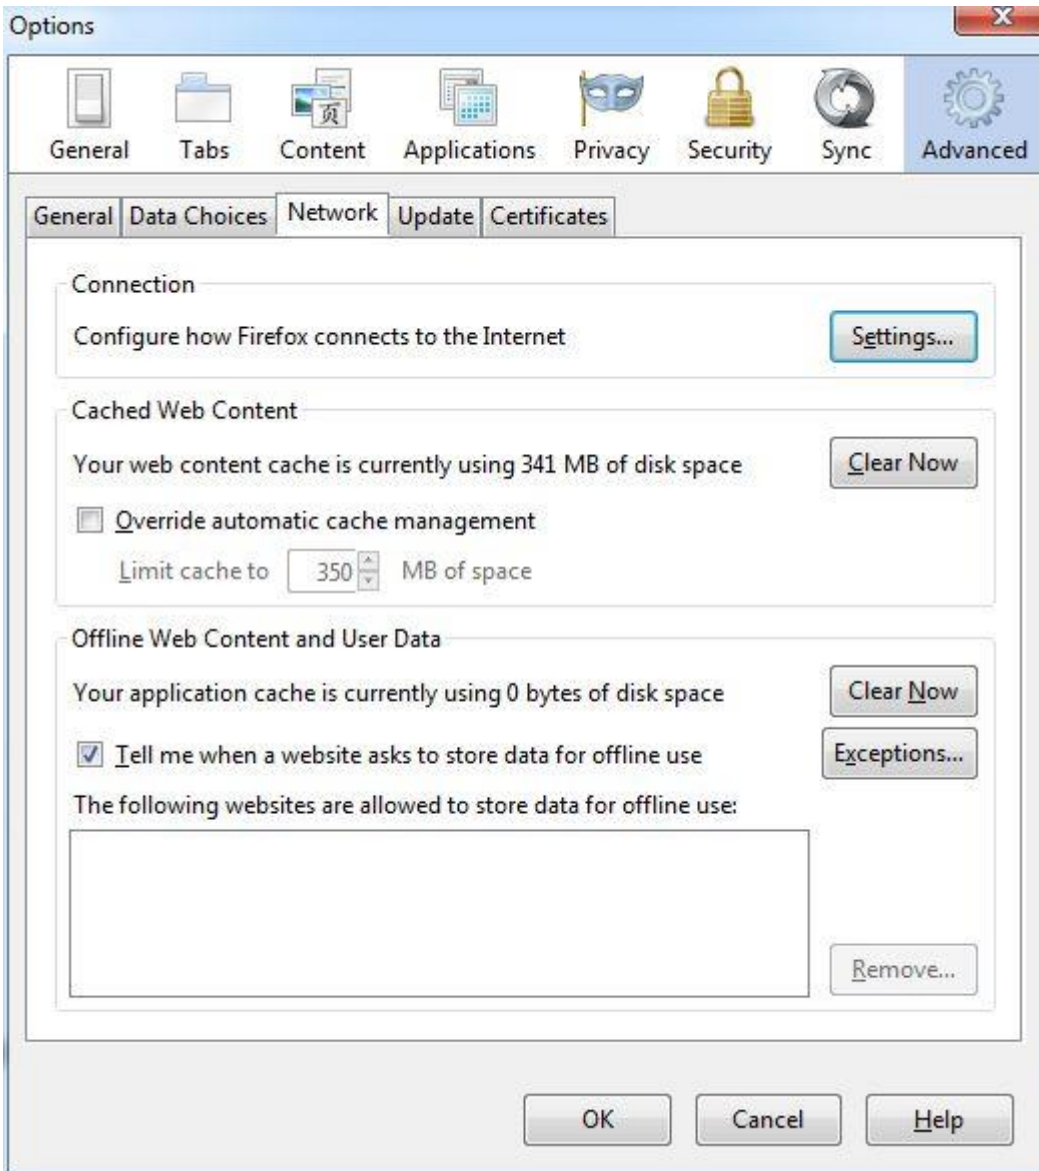 Options
General Tabs Content Applications Privacy Security Sync Advanced
General Data Choices Network Update Certificates
Connection
Configure how Firefox connects to the Internet Settings...
Cached Web Content
Your web content cache is currently using 341 MB of disk space Clear Now
Override automatic cache management
Limit cache to 350 MB of space
Offline Web Content and User Data
Your application cache is currently using 0 bytes of disk space Clear Now
Tell me when a website asks to store data for offline use Exceptions...
The following websites are allowed to store data for offline use:
Remove...
OK Cancel Help
页